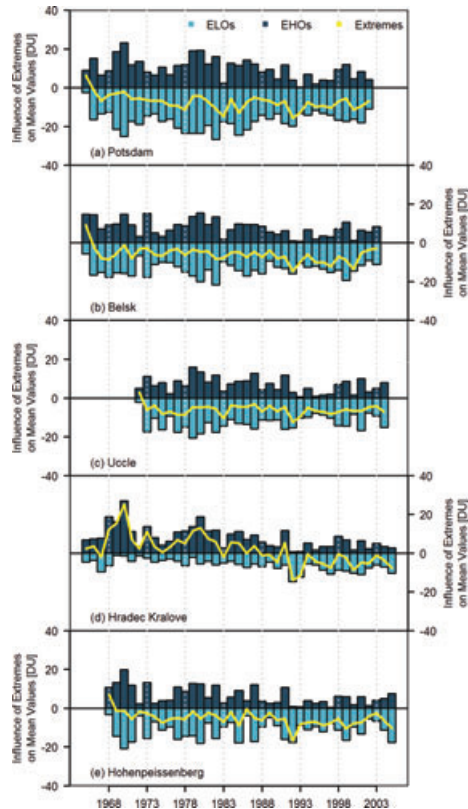 ELOs EHOs Extremes
Influence of Extremes
on Mean Values [DU]
40
20
0
-20
-40
(a) Potsdam
40
20
0
-20
-40
Influence of Extremes
on Mean Values [DU]
(b) Belsk
Influence of Extremes
on Mean Values [DU]
40
20
0
-20
-40
(c) Uccle
40
20
0
-20
-40
Influence of Extremes
on Mean Values [DU]
(d) Hradec Kralove
Influence of Extremes
on Mean Values [DU]
40
20
0
-20
-40
(e) Hohenpeissenberg
1968 1973 1978 1983 1988 1993 1998 2003